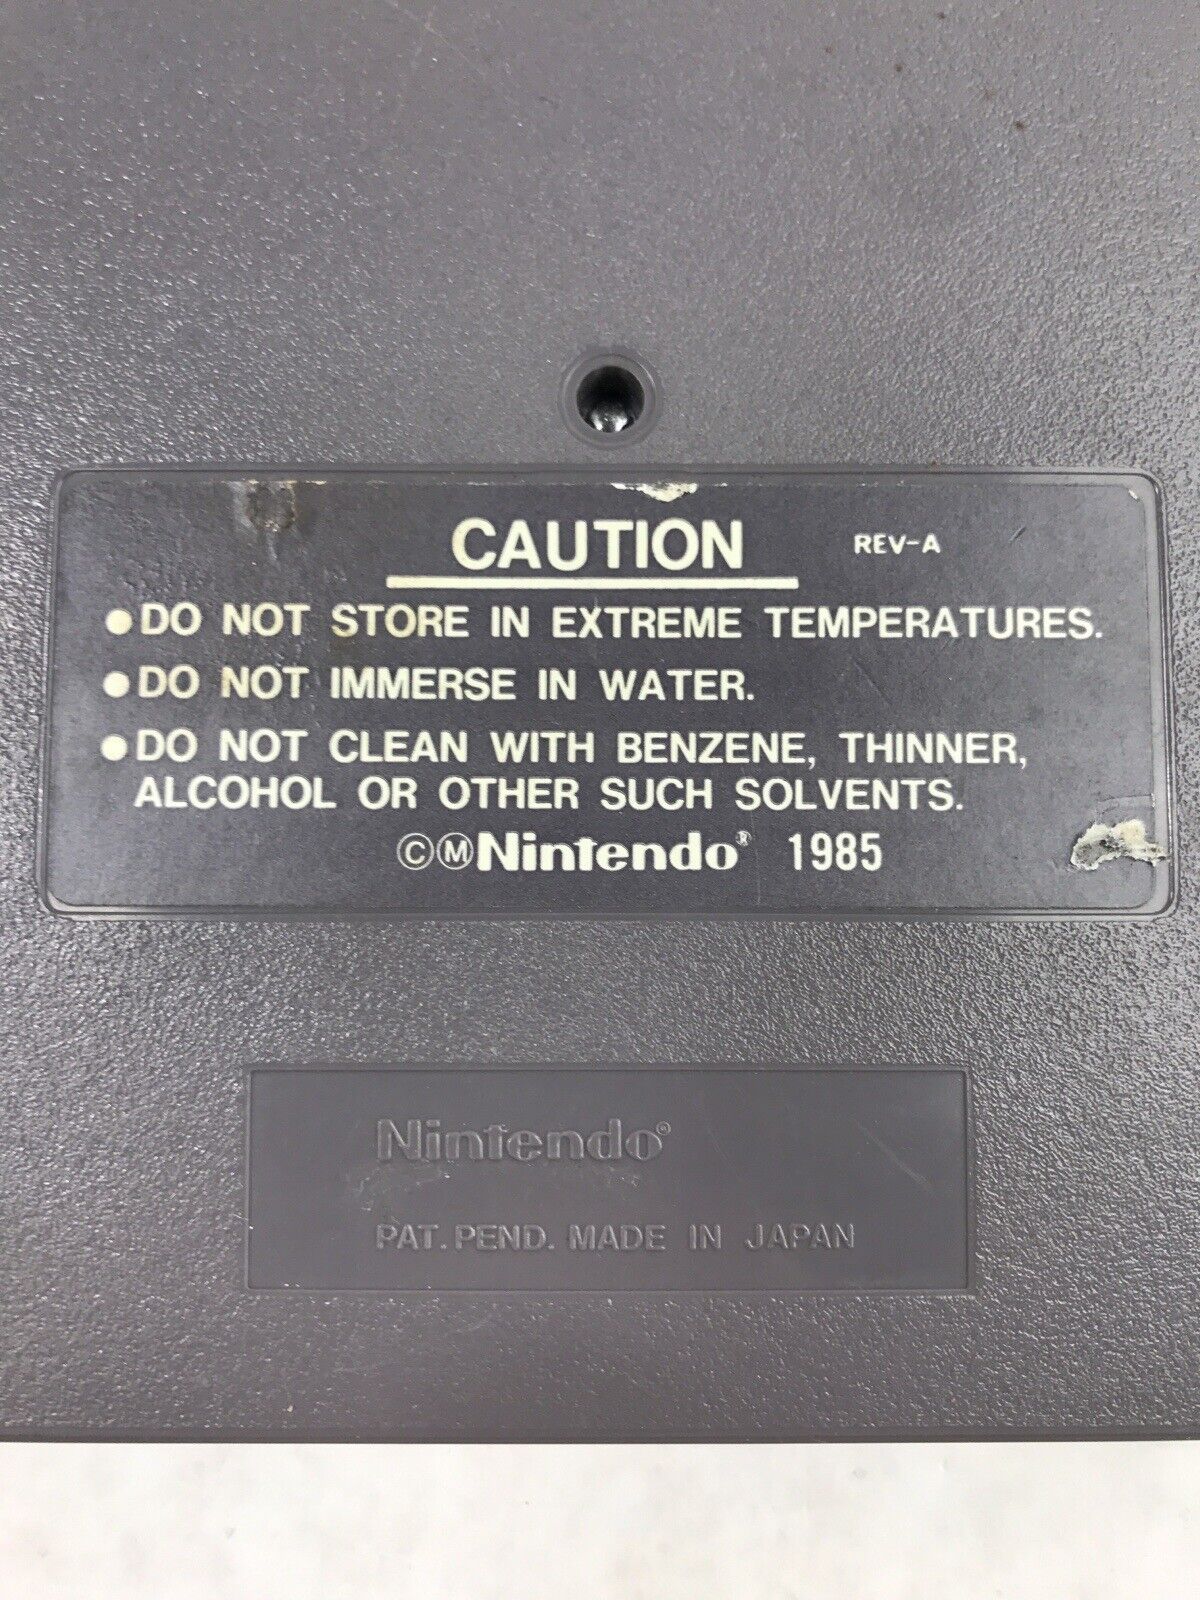 CAUTION REV-A
●DO NOT STORE IN EXTREME TEMPERATURES.
●DO NOT IMMERSE IN WATER.
●DO NOT CLEAN WITH BENZENE, THINNER,
ALCOHOL OR OTHER SUCH SOLVENTS.
ⒸⓂNintendo® 1985
Nintendo®
PAT. PEND. MADE IN JAPAN